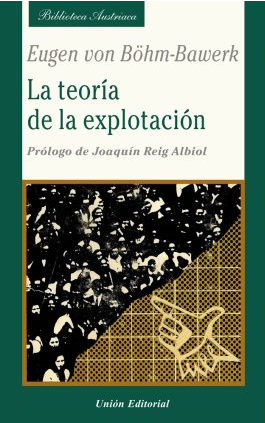 Biblioteca Austriaca
Eugen von Böhm-Bawerk
La teoría
de la explotación
Prólogo de Joaquín Reig Albiol
Unión Editorial